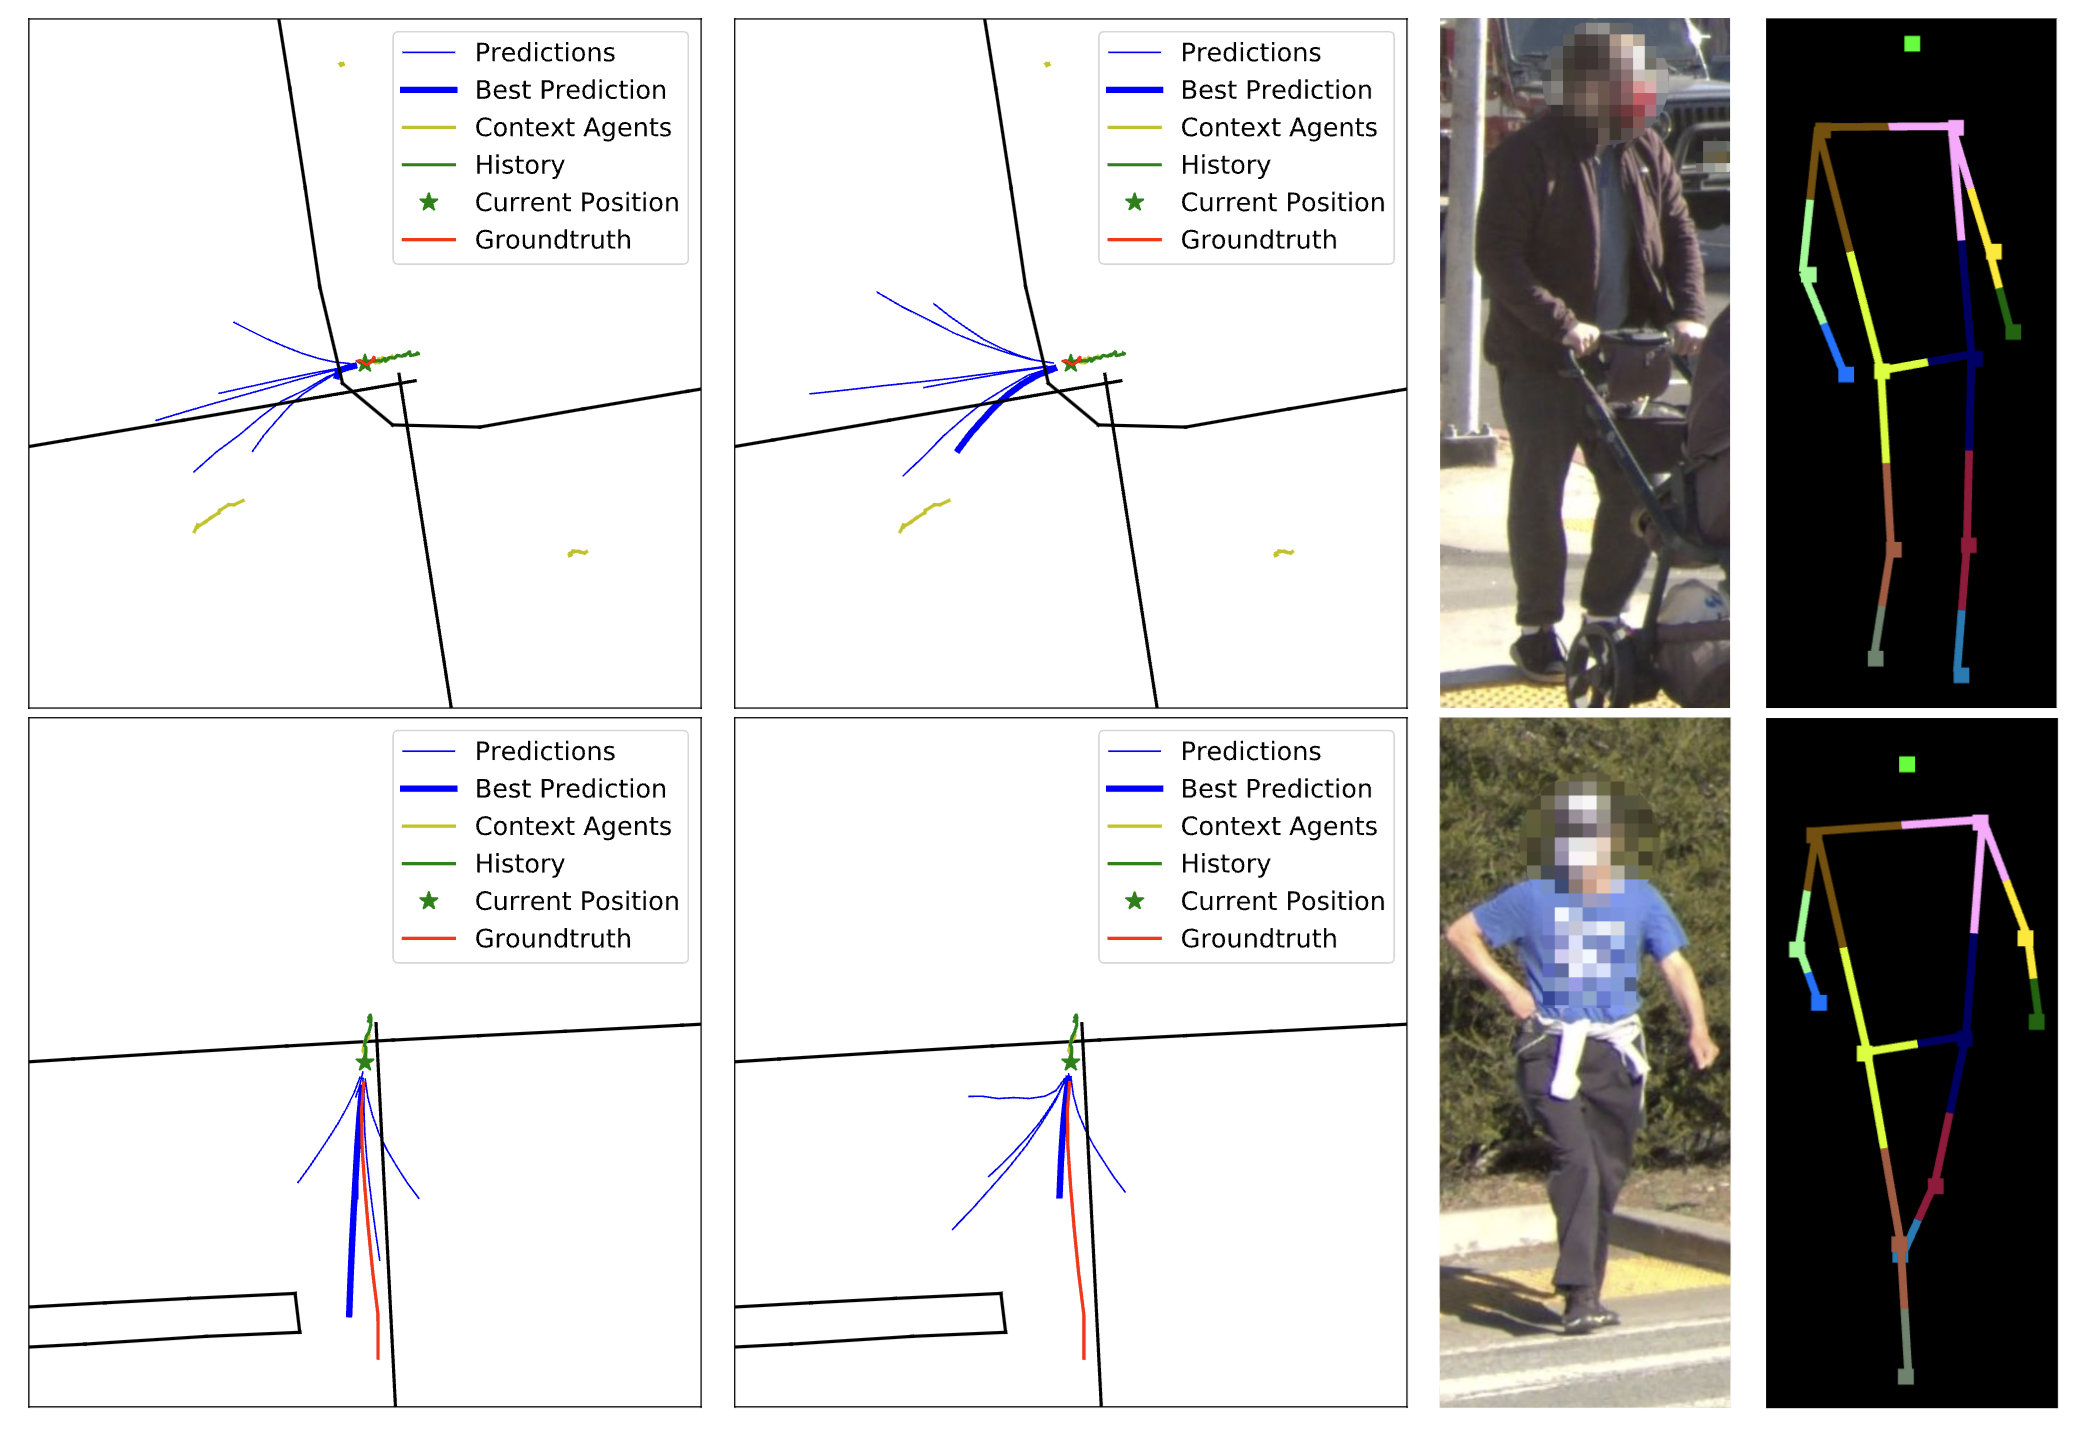 Predictions
Best Prediction
Context Agents
History
Current Position
Groundtruth
Predictions
Best Prediction
Context Agents
History
Current Position
Groundtruth
Predictions
Best Prediction
Context Agents
History
Current Position
Groundtruth
Predictions
Best Prediction
Context Agents
History
Current Position
Groundtruth